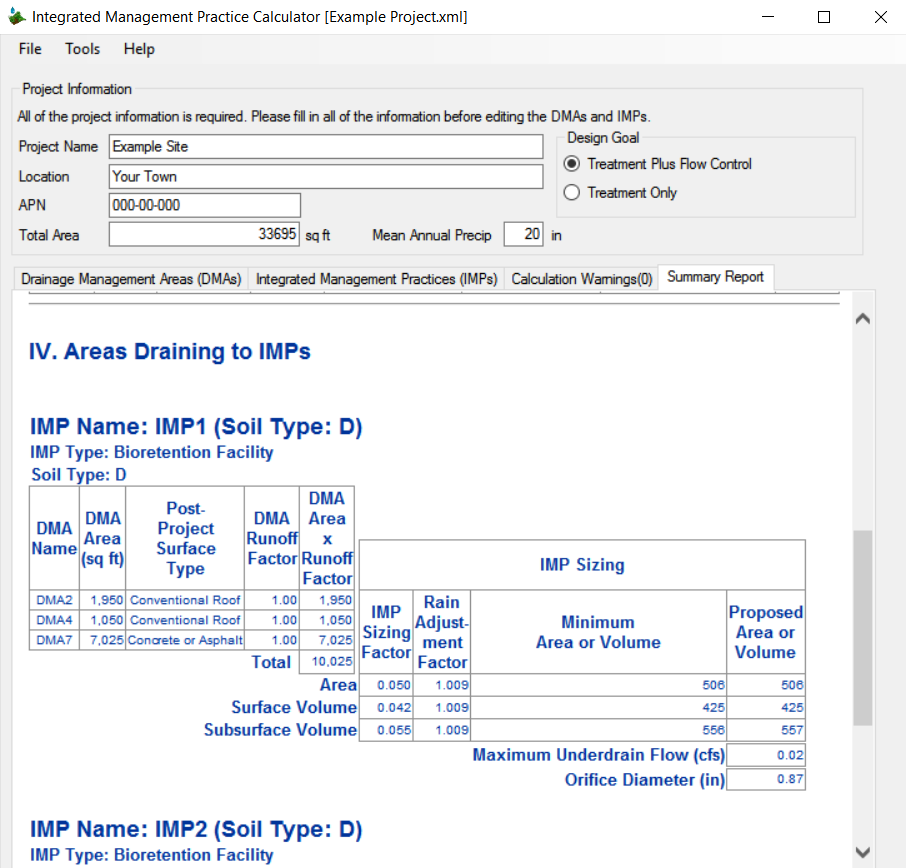 Integrated Management Practice Calculator [Example Project.xml]
File Tools Help
Project Information
All of the project information is required. Please fill in all of the information before editing the DMAs and IMPs.
Project Name Example Site
Location Your Town
APN 000-00-000
Total Area 33695 sq ft Mean Annual Precip 20 in
Design Goal
Treatment Plus Flow Control
Treatment Only
Drainage Management Areas (DMAs) Integrated Management Practices (IMPs) Calculation Warnings(0) Summary Report
IV. Areas Draining to IMPs
IMP Name: IMP1 (Soil Type: D)
IMP Type: Bioretention Facility
Soil Type: D
DMA Name
DMA Area (sq ft)
Post-Project Surface Type
DMA Runoff Factor
DMA Area x Runoff Factor
DMA2 1,950 Conventional Roof 1.00 1,950
DMA4 1,050 Conventional Roof 1.00 1,050
DMA7 7,025 Concrete or Asphalt 1.00 7,025
Total 10,025
IMP Sizing
IMP Sizing Factor
Rain Adjust-ment Factor
Minimum Area or Volume
Proposed Area or Volume
Area 0.050 1.009 506 506
Surface Volume 0.042 1.009 425 425
Subsurface Volume 0.055 1.009 556 557
Maximum Underdrain Flow (cfs) 0.02
Orifice Diameter (in) 0.87
IMP Name: IMP2 (Soil Type: D)
IMP Type: Bioretention Facility